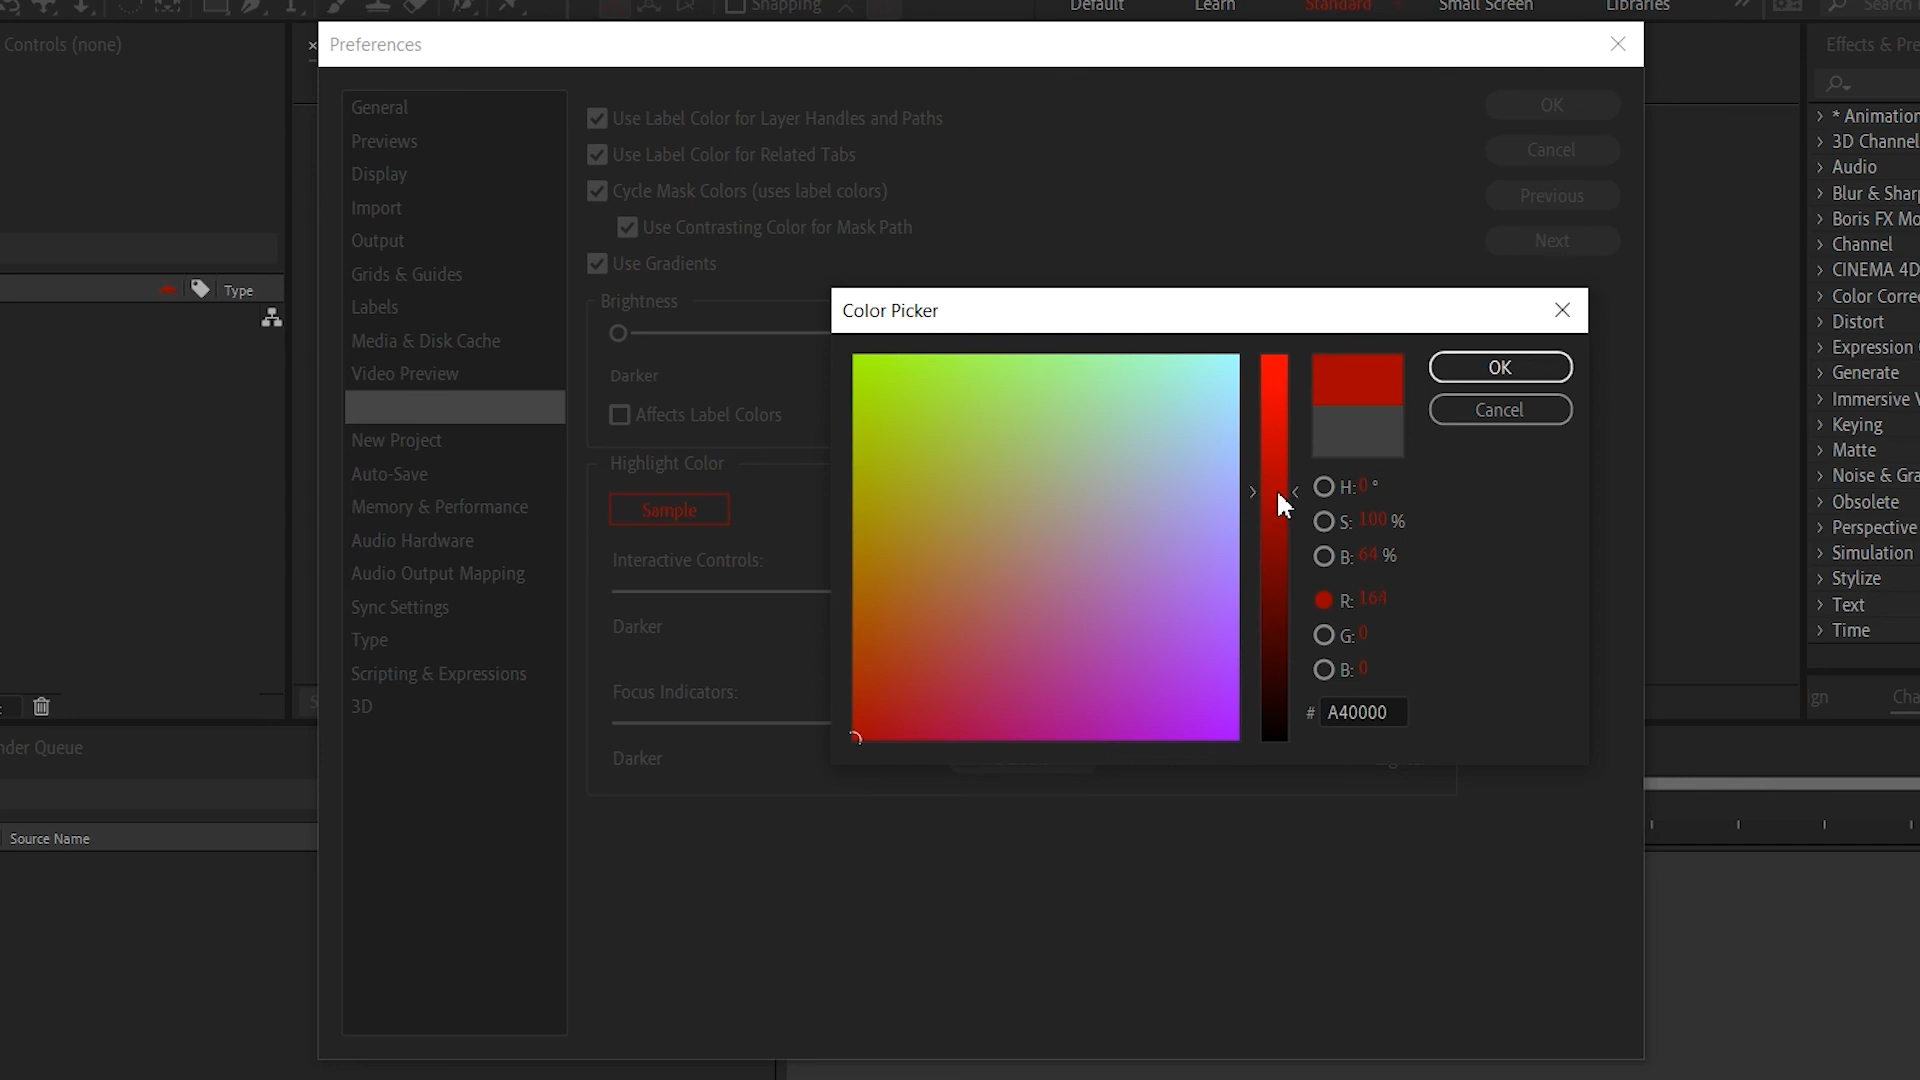 Snapping
Default
Learn
Standard
Small Screen
Libraries
Search
Controls (none)
Preferences
Effects & Pre
General
Previews
Display
Import
Output
Grids & Guides
Labels
Media & Disk Cache
Video Preview
New Project
Auto-Save
Memory & Performance
Audio Hardware
Audio Output Mapping
Sync Settings
Type
Scripting & Expressions
3D
Use Label Color for Layer Handles and Paths
Use Label Color for Related Tabs
Cycle Mask Colors (uses label colors)
Use Contrasting Color for Mask Path
Use Gradients
Brightness
Darker
Affects Label Colors
Highlight Color
Sample
Interactive Controls:
Darker
Focus Indicators:
Darker
OK
Cancel
Previous
Next
Color Picker
OK
Cancel
H: 0 °
S: 100 %
B: 64 %
R: 164
G: 0
B: 0
# A40000
Type
nder Queue
Source Name
* Animation
3D Channel
Audio
Blur & Sharp
Boris FX Mo
Channel
CINEMA 4D
Color Corre
Distort
Expression
Generate
Immersive V
Keying
Matte
Noise & Gra
Obsolete
Perspective
Simulation
Stylize
Text
Time
gn
Cha